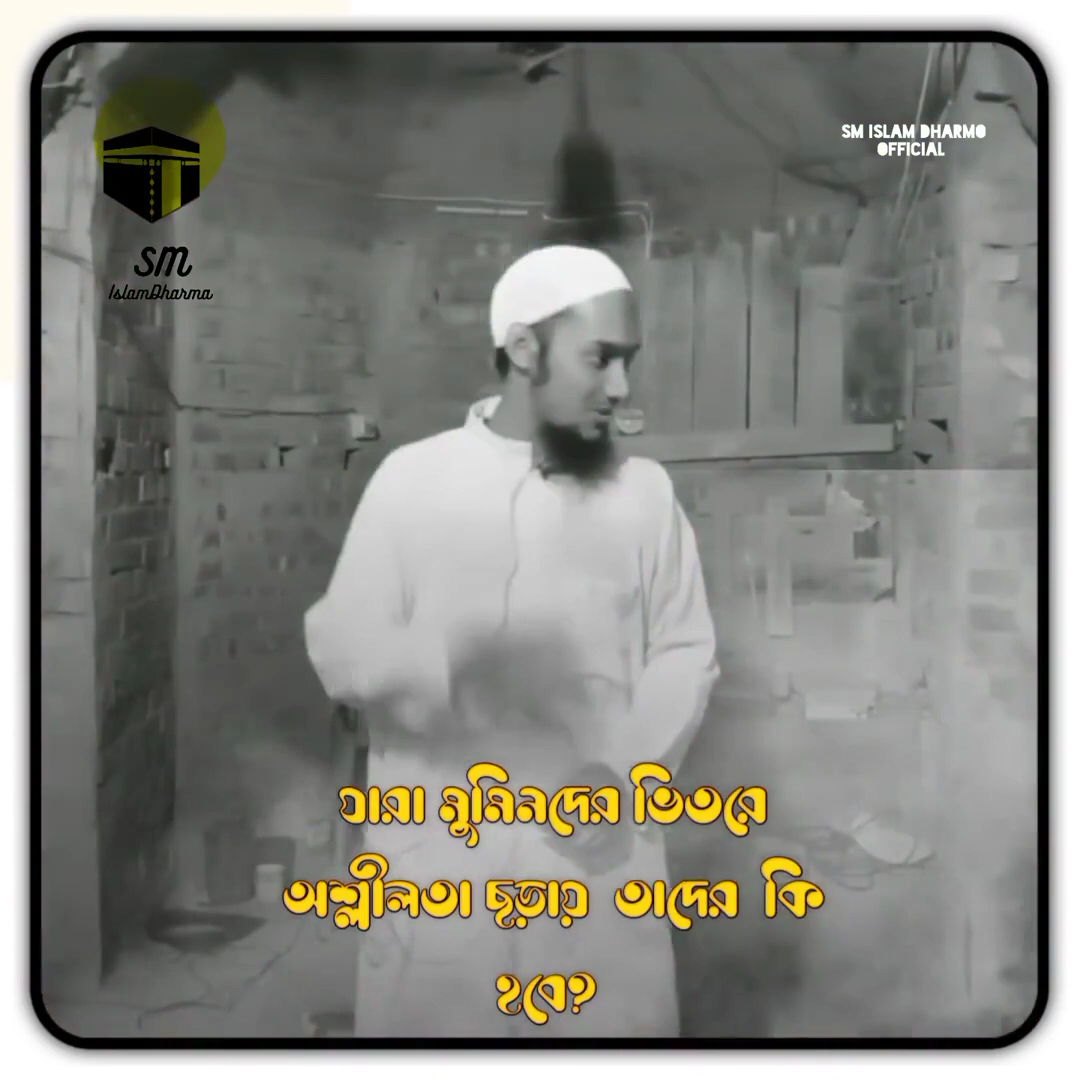 SM ISLAM DHARMO
OFFICIAL
SM
IslamDharma
যারা মুমিনদের ভিতরে
অশ্লীলতা ছড়ায় তাদের কি
হবে?